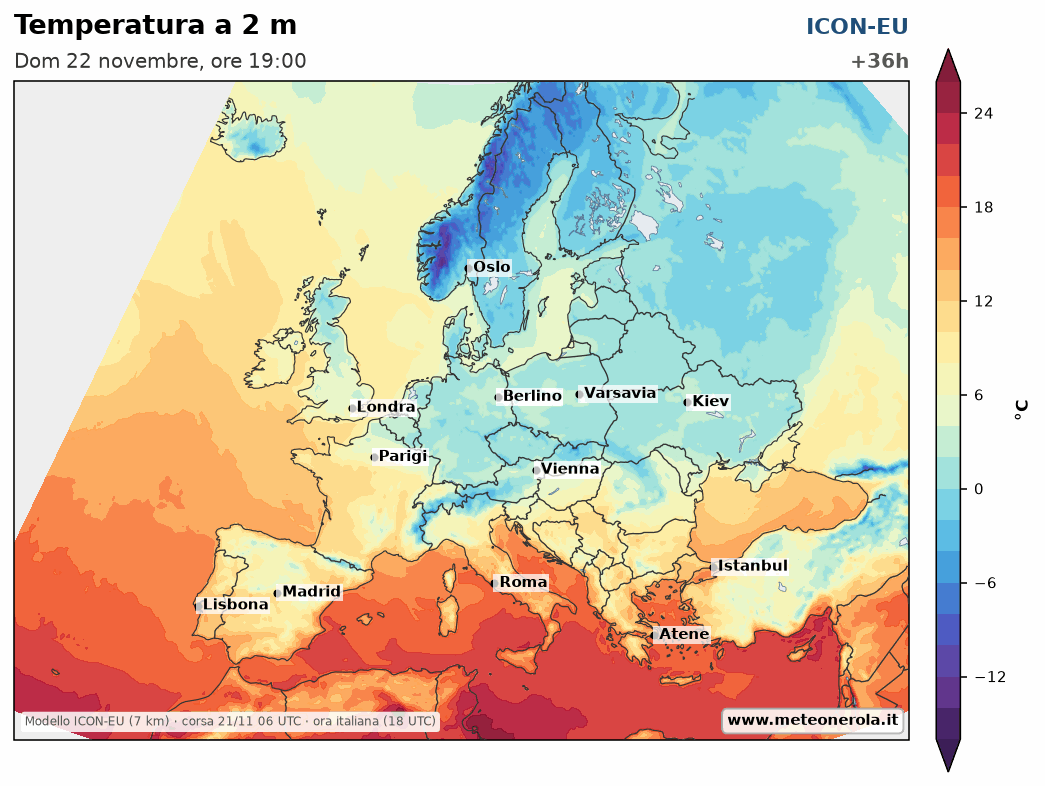 Temperatura a 2 m
ICON-EU
Dom 22 novembre, ore 19:00
+36h
Oslo
Londra
Berlino
Varsavia
Kiev
Parigi
Vienna
Istanbul
Roma
Madrid
Lisbona
Atene
24
18
12
6
0
−6
−12
°C
Modello ICON-EU (7 km) · corsa 21/11 06 UTC · ora italiana (18 UTC)
www.meteonerola.it